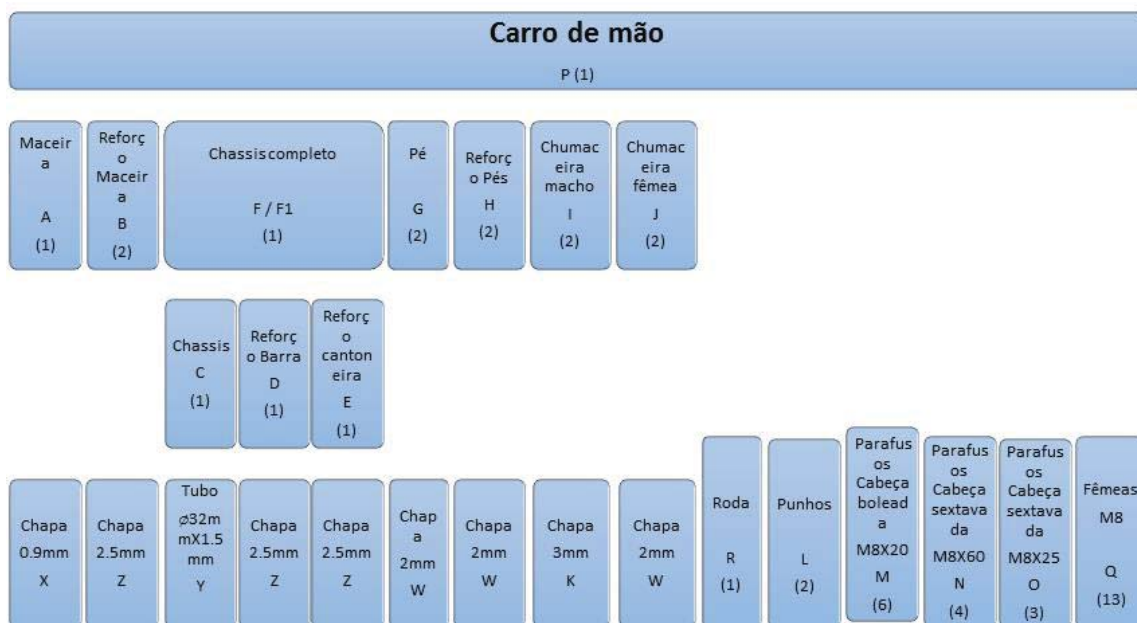 Carro de mão
P (1)
Maceir
a
A
(1)
Reforç
o
Maceir
a
B
(2)
Chassis completo
F / F1
(1)
Pé
G
(2)
Reforç
o Pés
H
(2)
Chumac
eira
macho
I
(2)
Chumac
eira
fêmea
J
(2)
Chassis
C
(1)
Reforç
o Barra
D
(1)
Reforç
o
canton
eira
E
(1)
Chapa
0.9mm
X
Chapa
2.5mm
Z
Tubo
ø32m
mX1.5
mm
Y
Chapa
2.5mm
Z
Chapa
2.5mm
Z
Chap
a
2mm
W
Chapa
2mm
W
Chapa
3mm
K
Chapa
2mm
W
Roda
R
(1)
Punhos
L
(2)
Parafus
os
Cabeça
bolead
a
M8X20
M
(6)
Parafus
os
Cabeça
sextava
da
M8X60
N
(4)
Parafus
os
Cabeça
sextava
da
M8X25
O
(3)
Fêmeas
M8
Q
(13)